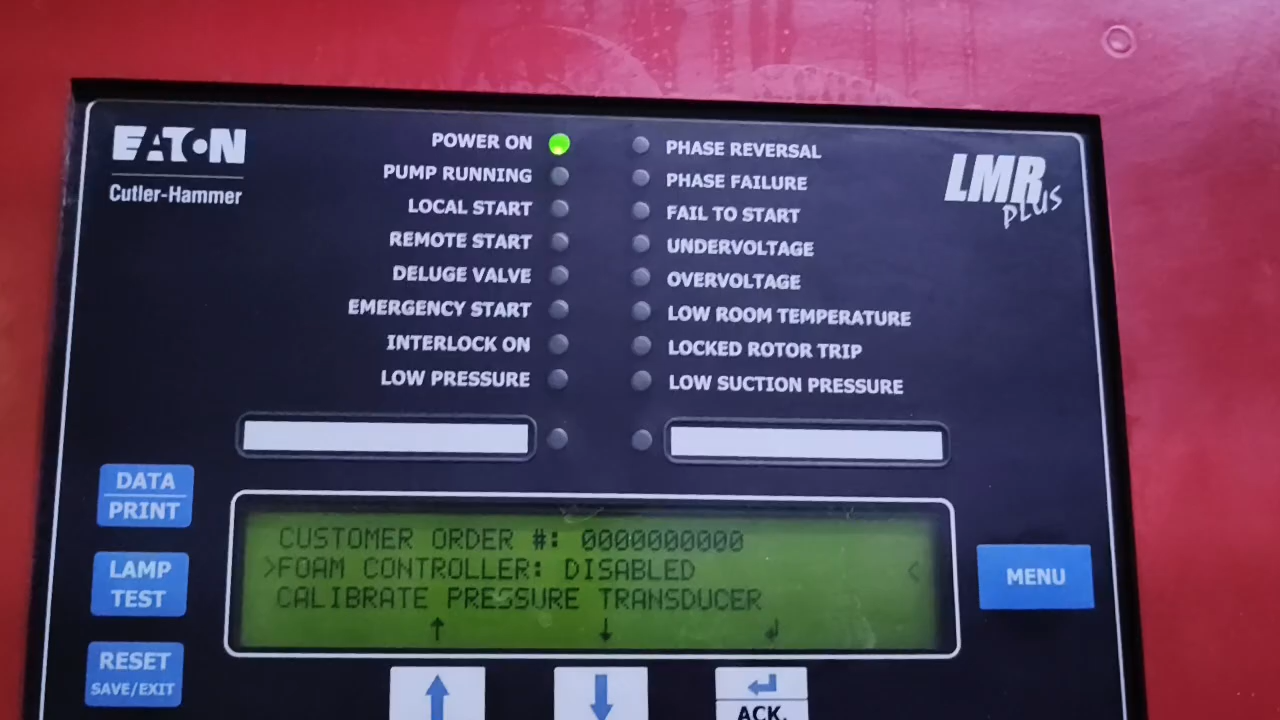 EATON
Cutler-Hammer
LMR
PLUS
POWER ON
PUMP RUNNING
LOCAL START
REMOTE START
DELUGE VALVE
EMERGENCY START
INTERLOCK ON
LOW PRESSURE
PHASE REVERSAL
PHASE FAILURE
FAIL TO START
UNDERVOLTAGE
OVERVOLTAGE
LOW ROOM TEMPERATURE
LOCKED ROTOR TRIP
LOW SUCTION PRESSURE
DATA
PRINT
LAMP
TEST
RESET
SAVE/EXIT
CUSTOMER ORDER #: 0000000000
>FOAM CONTROLLER: DISABLED <
CALIBRATE PRESSURE TRANSDUCER
↑ ↓ ↲
MENU
ACK.